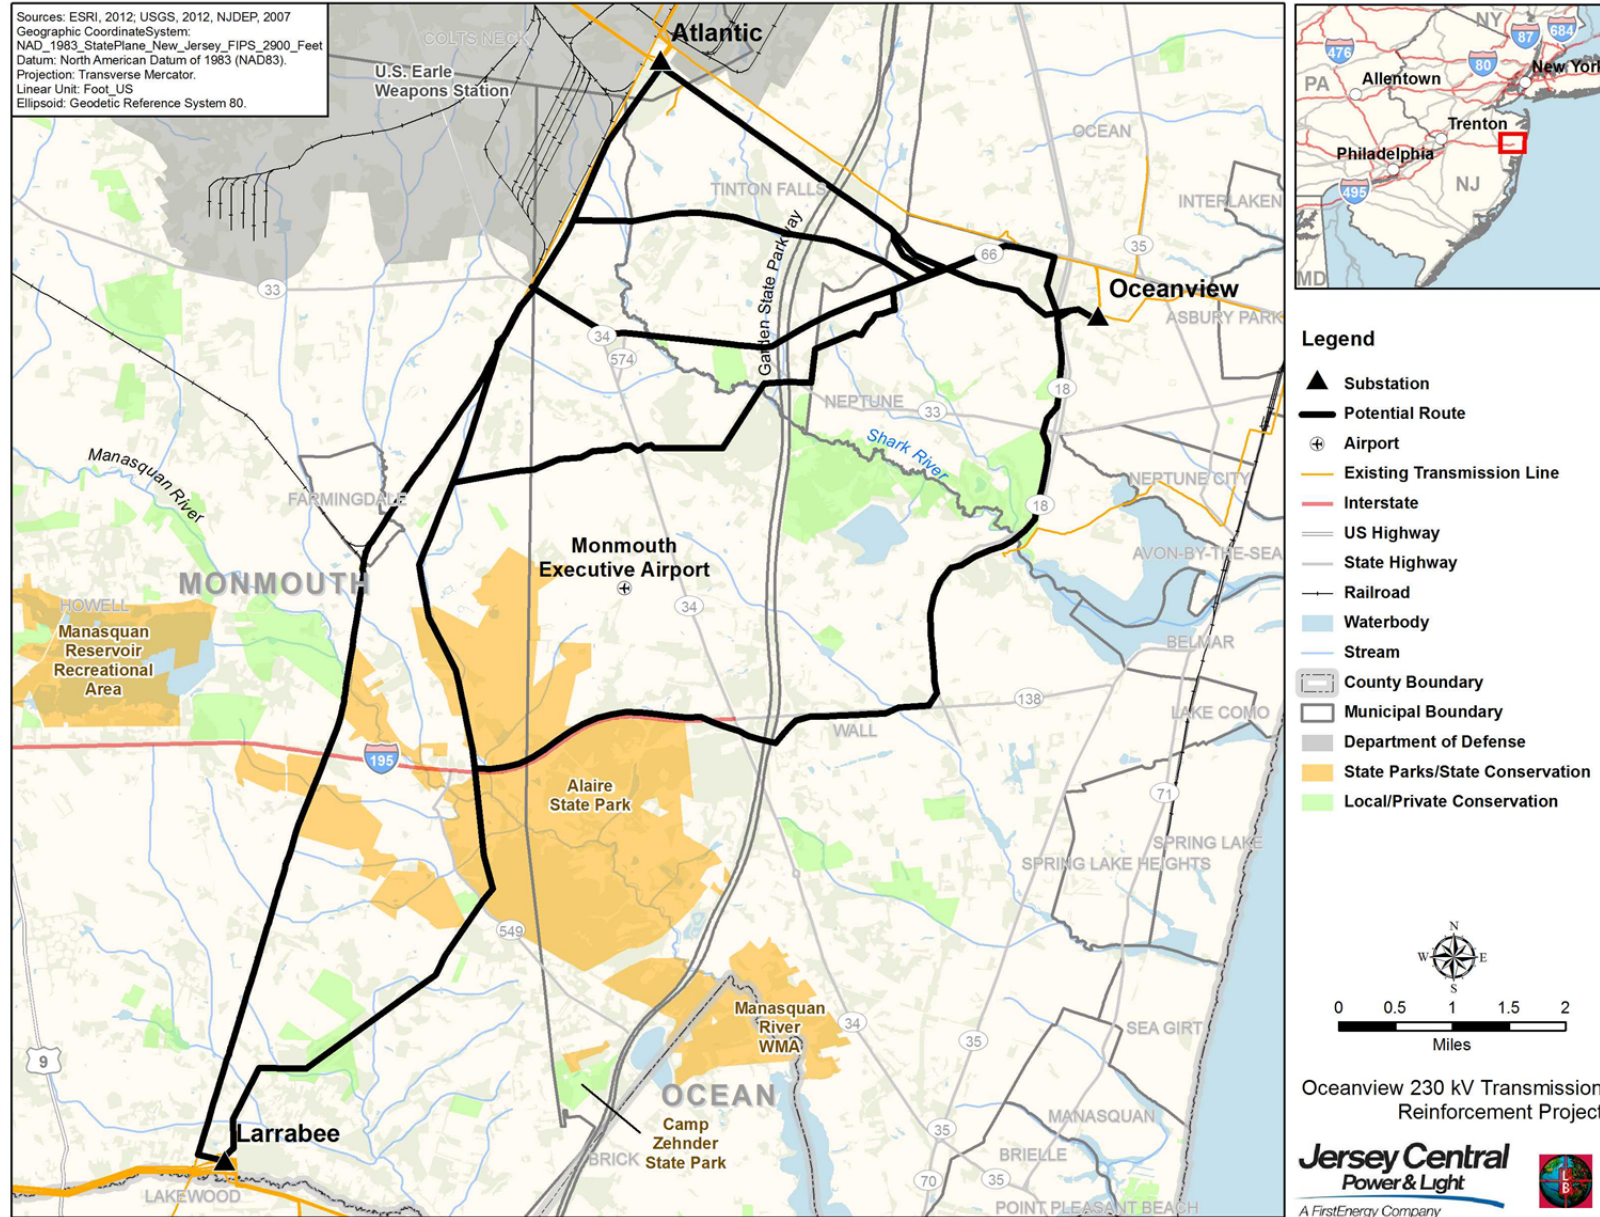 Sources: ESRI, 2012; USGS, 2012, NJDEP, 2007
Geographic CoordinateSystem:
NAD_1983_StatePlane_New_Jersey_FIPS_2900_Feet
Datum: North American Datum of 1983 (NAD83).
Projection: Transverse Mercator.
Linear Unit: Foot_US
Ellipsoid: Geodetic Reference System 80.
COLTS NECK
Atlantic
U.S. Earle
Weapons Station
OCEAN
TINTON FALLS
INTERLAKEN
Garden State Parkway
66
35
33
Oceanview
ASBURY PARK
34
574
18
NEPTUNE
33
Shark River
Manasquan River
FARMINGDALE
NEPTUNE CITY
18
Monmouth
Executive Airport
AVON-BY-THE-SEA
MONMOUTH
HOWELL
34
Manasquan
Reservoir
Recreational
Area
BELMAR
138
LAKE COMO
WALL
195
Alaire
State Park
71
SPRING LAKE
SPRING LAKE HEIGHTS
549
Manasquan
River
WMA
34
SEA GIRT
35
9
OCEAN
MANASQUAN
Camp
Zehnder
State Park
35
Larrabee
BRICK
BRIELLE
70
35
LAKEWOOD
POINT PLEASANT BEACH
NY
87
684
476
80
New York
PA
Allentown
Trenton
Philadelphia
495
NJ
MD
Legend
Substation
Potential Route
Airport
Existing Transmission Line
Interstate
US Highway
State Highway
Railroad
Waterbody
Stream
County Boundary
Municipal Boundary
Department of Defense
State Parks/State Conservation
Local/Private Conservation
N
W E
S
0 0.5 1 1.5 2
Miles
Oceanview 230 kV Transmission
Reinforcement Project
Jersey Central
Power & Light
A FirstEnergy Company
L
B